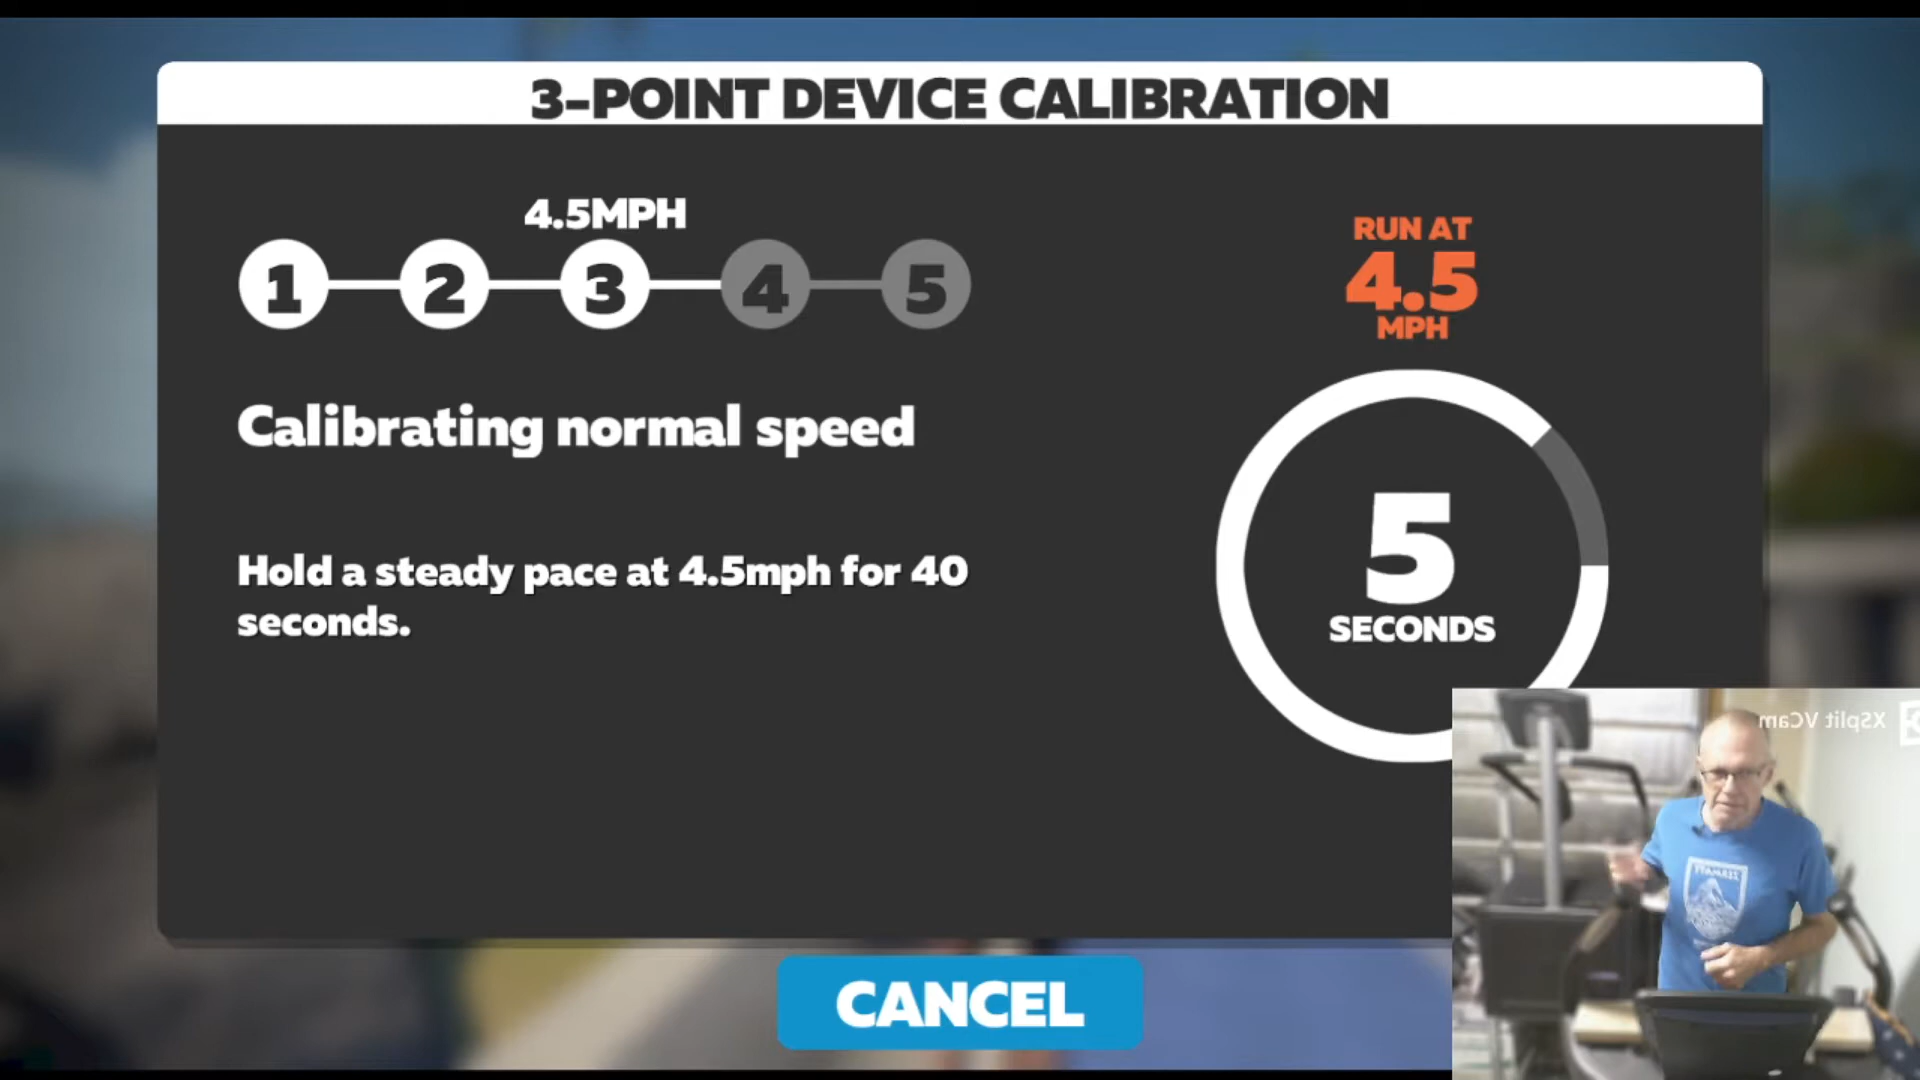 3-POINT DEVICE CALIBRATION
4.5MPH
1 2 3 4 5
Calibrating normal speed
Hold a steady pace at 4.5mph for 40
seconds.
RUN AT
4.5
MPH
5
SECONDS
CANCEL
XSplit VCam
ZERMATT